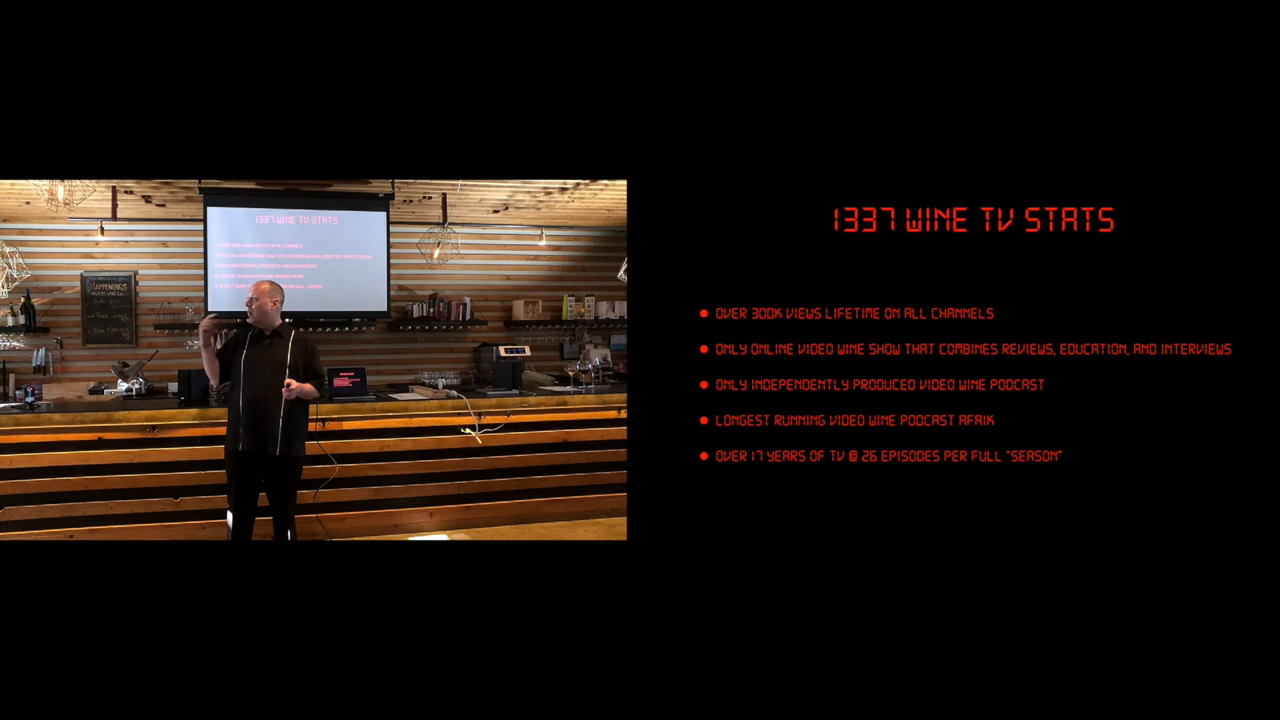 1337 WINE TV STATS
HAPPENINGS
1337 WINE TV STATS
OVER 300K VIEWS LIFETIME ON ALL CHANNELS
ONLY ONLINE VIDEO WINE SHOW THAT COMBINES REVIEWS, EDUCATION, AND INTERVIEWS
ONLY INDEPENDENTLY PRODUCED VIDEO WINE PODCAST
LONGEST RUNNING VIDEO WINE PODCAST AFAIK
OVER 17 YEARS OF TV @ 26 EPISODES PER FULL "SEASON"